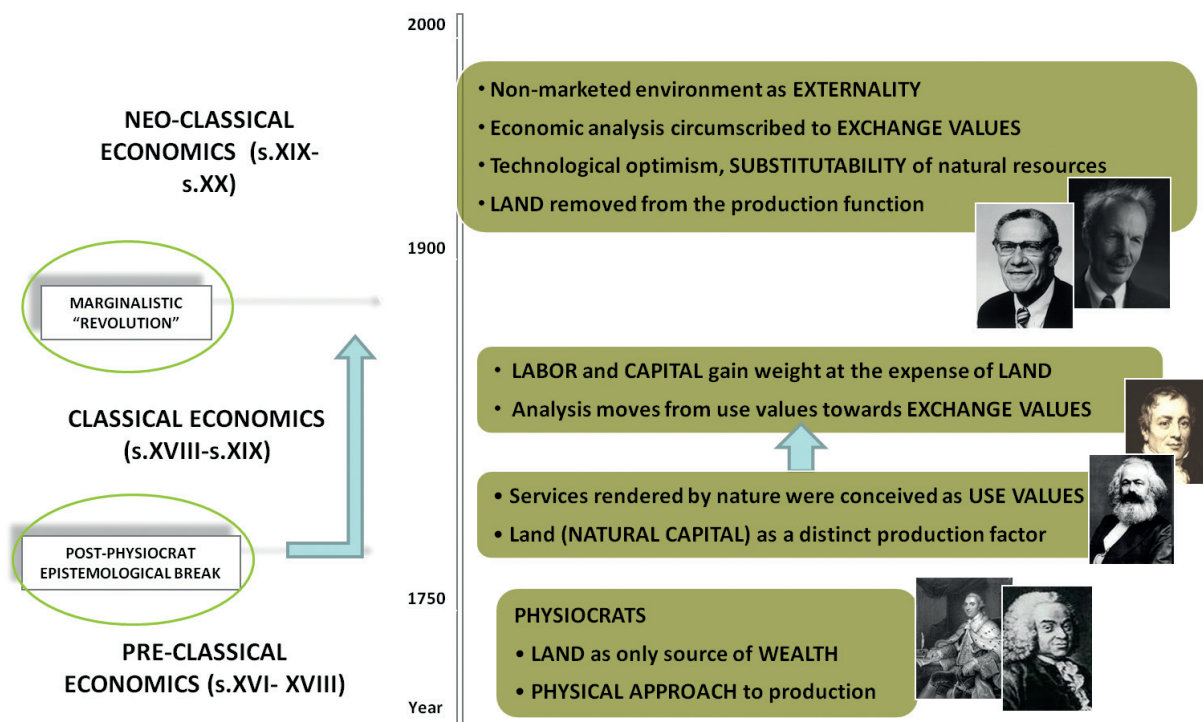 2000
NEO-CLASSICAL
ECONOMICS (s.XIX-
s.XX)
• Non-marketed environment as EXTERNALITY
• Economic analysis circumscribed to EXCHANGE VALUES
• Technological optimism, SUBSTITUTABILITY of natural resources
• LAND removed from the production function
1900
MARGINALISTIC
“REVOLUTION”
CLASSICAL ECONOMICS
(s.XVIII-s.XIX)
• LABOR and CAPITAL gain weight at the expense of LAND
• Analysis moves from use values towards EXCHANGE VALUES
• Services rendered by nature were conceived as USE VALUES
• Land (NATURAL CAPITAL) as a distinct production factor
POST-PHYSIOCRAT
EPISTEMOLOGICAL BREAK
1750
PRE-CLASSICAL
ECONOMICS (s.XVI- XVIII)
PHYSIOCRATS
• LAND as only source of WEALTH
• PHYSICAL APPROACH to production
Year